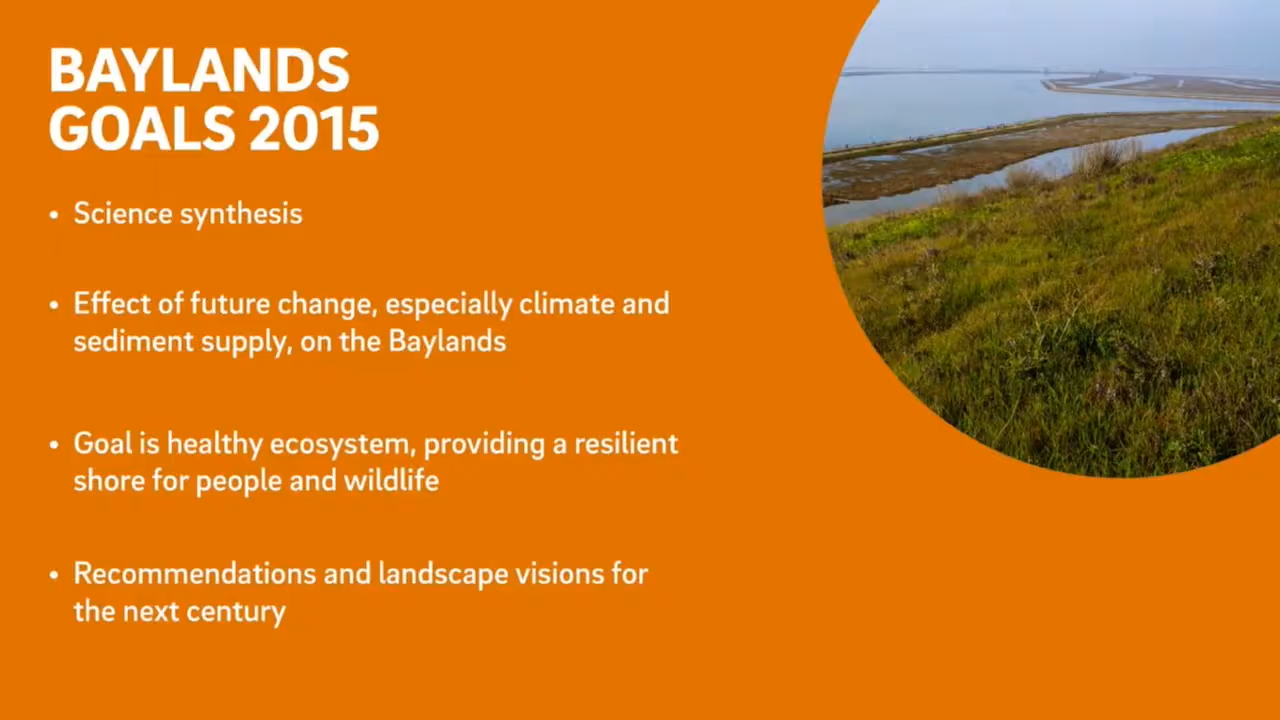 BAYLANDS
GOALS 2015
• Science synthesis
• Effect of future change, especially climate and
sediment supply, on the Baylands
• Goal is healthy ecosystem, providing a resilient
shore for people and wildlife
• Recommendations and landscape visions for
the next century